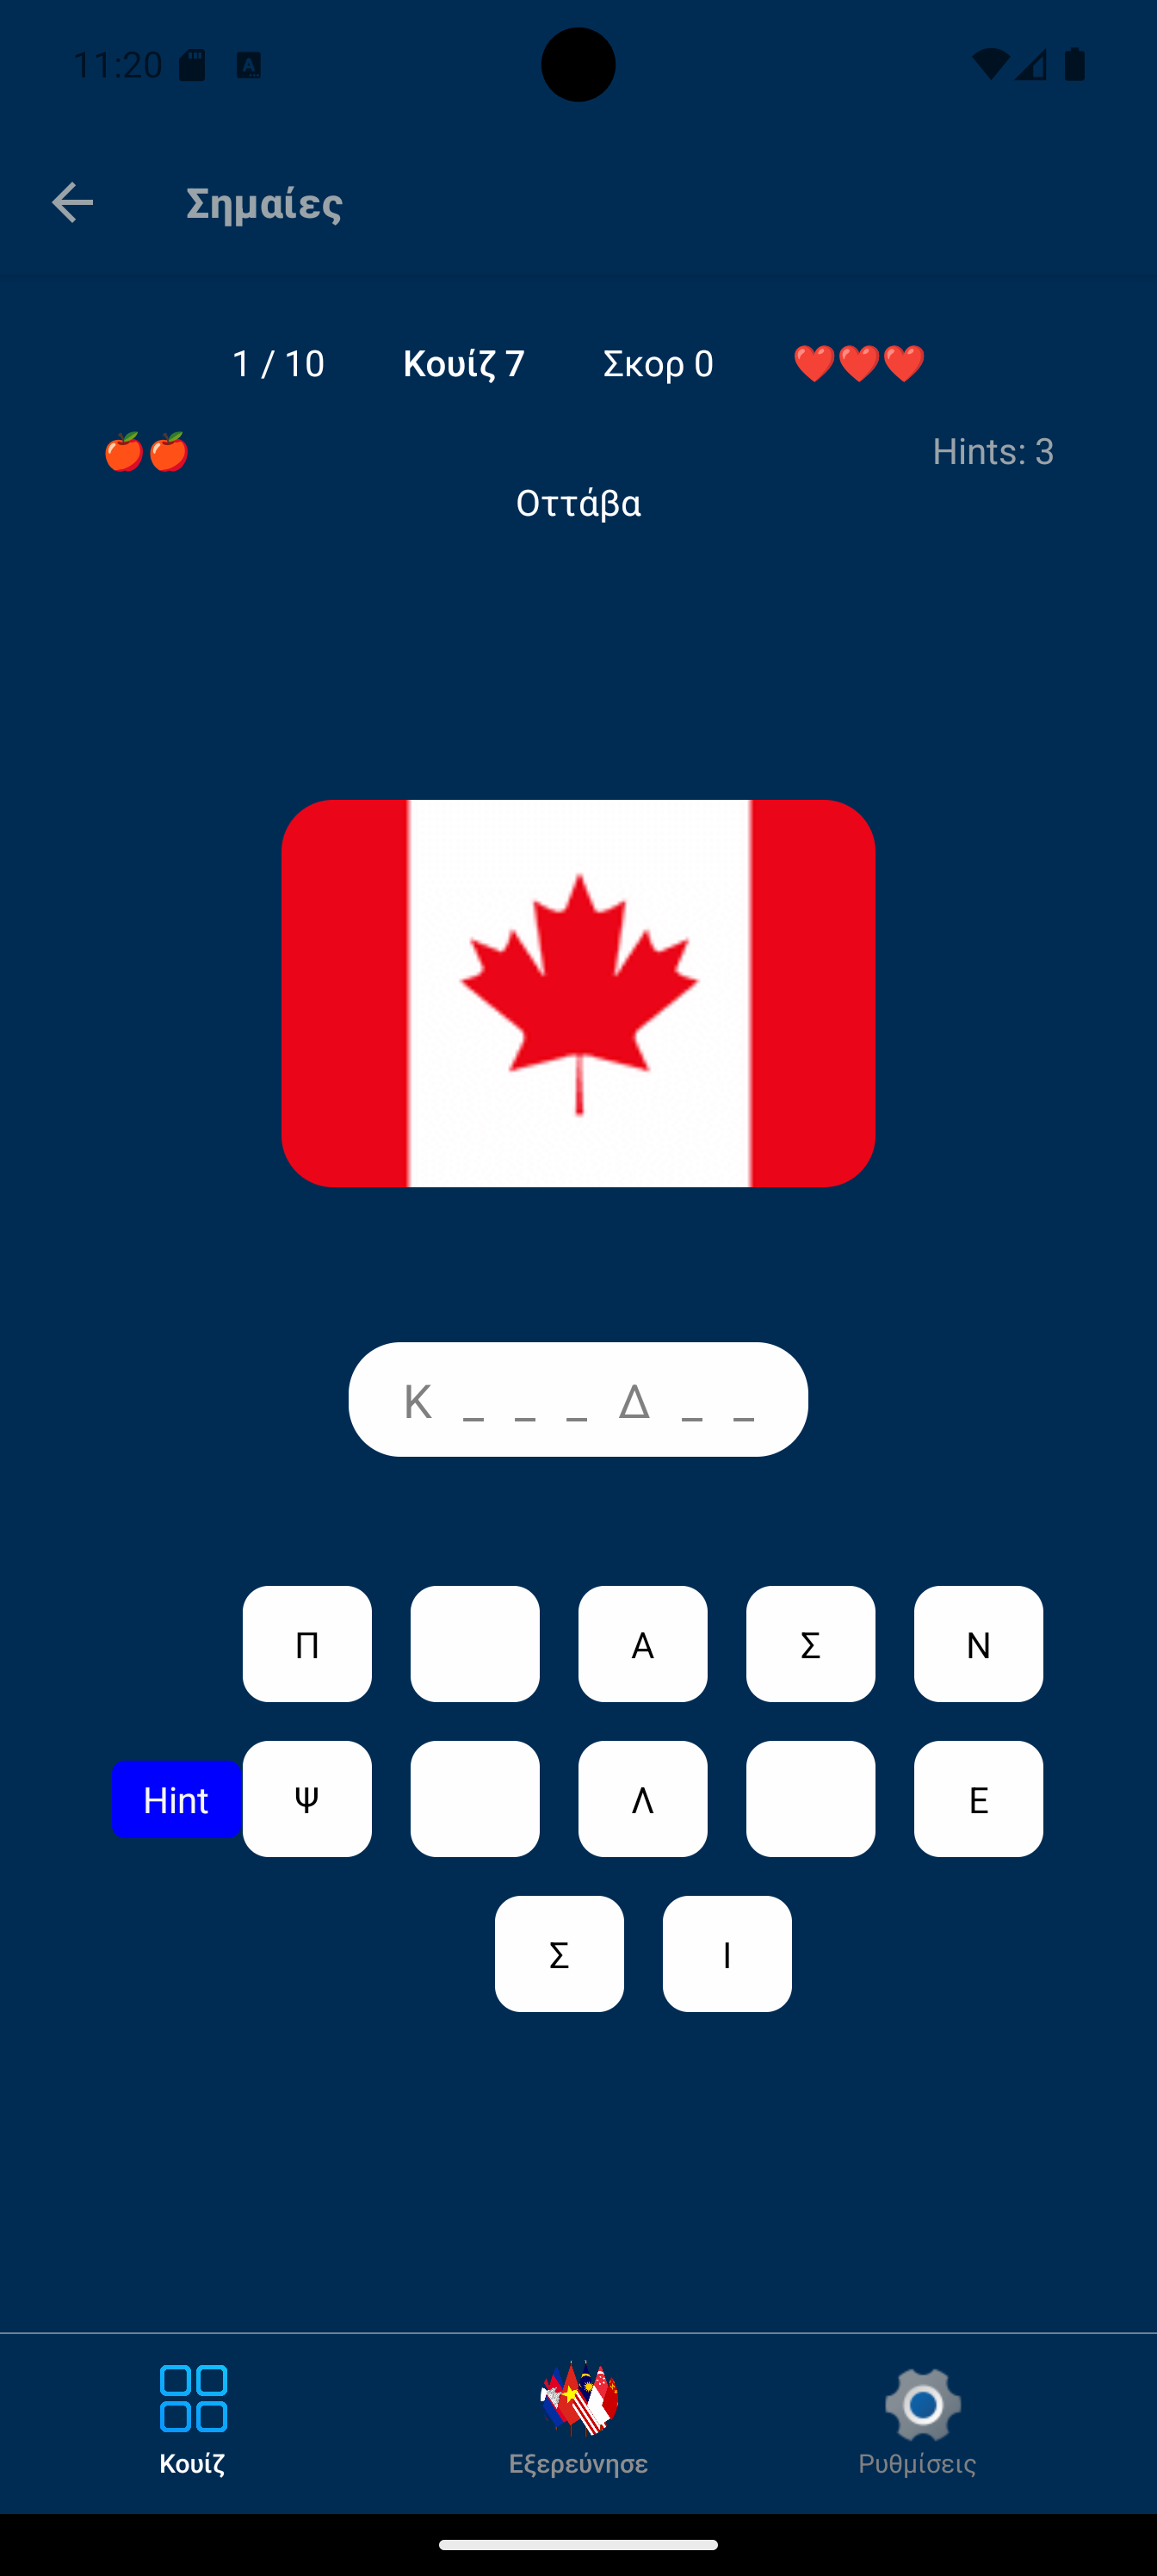 11:20
Σημαίες
1 / 10 Κουίζ 7 Σκορ 0
Hints: 3
Οττάβα
Κ _ _ _ Δ _ _
Π Α Σ Ν
Hint Ψ Λ Ε
Σ Ι
Κουίζ Εξερεύνησε Ρυθμίσεις